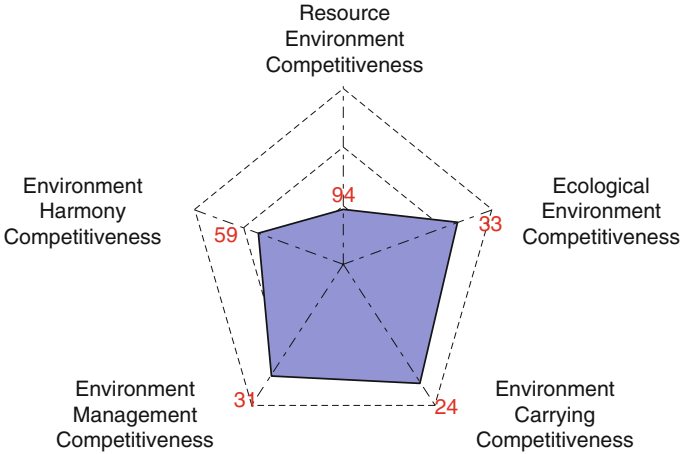 Resource
Environment
Competitiveness
94
Environment
Harmony
Competitiveness
59
Ecological
Environment
Competitiveness
33
Environment
Management
Competitiveness
31
Environment
Carrying
Competitiveness
24